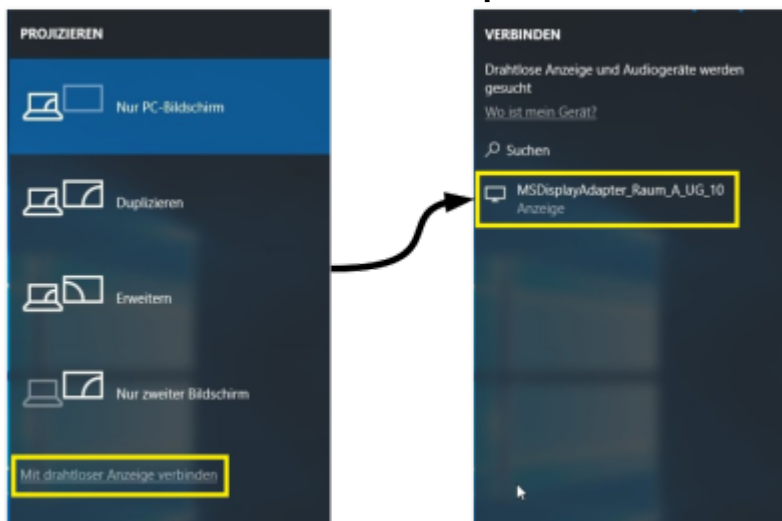 PROJIZIEREN
Nur PC-Bildschirm
Duplizieren
Erweitern
Nur zweiter Bildschirm
Mit drahtloser Anzeige verbinden
VERBINDEN
Drahtlose Anzeige und Audiogeräte werden
gesucht
Wo ist mein Gerät?
Suchen
MSDisplayAdapter_Raum_A_UG_10
Anzeige